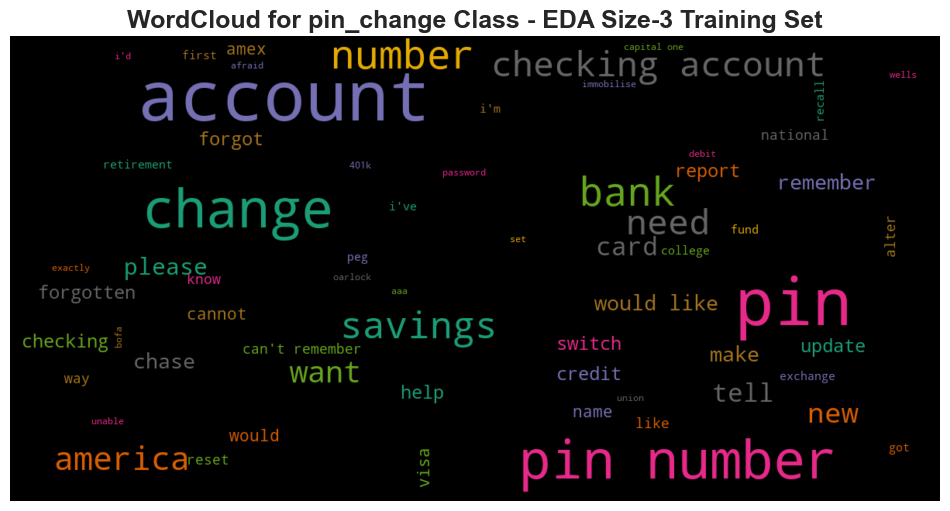 WordCloud for pin_change Class - EDA Size-3 Training Set
i'd
first
amex
afraid
number
capital one
checking account
immobilise
wells
account
i'm
recall
forgot
national
retirement
401k
password
debit
report
remember
bank
change
i've
need
fund
alter
set
card
college
exactly
please
know
peg
oarlock
forgotten
aaa
would like
pin
cannot
savings
checking
bofa
can't remember
switch
make
update
chase
way
want
help
credit
exchange
tell
union
name
like
new
unable
would
america
reset
visa
pin number
got